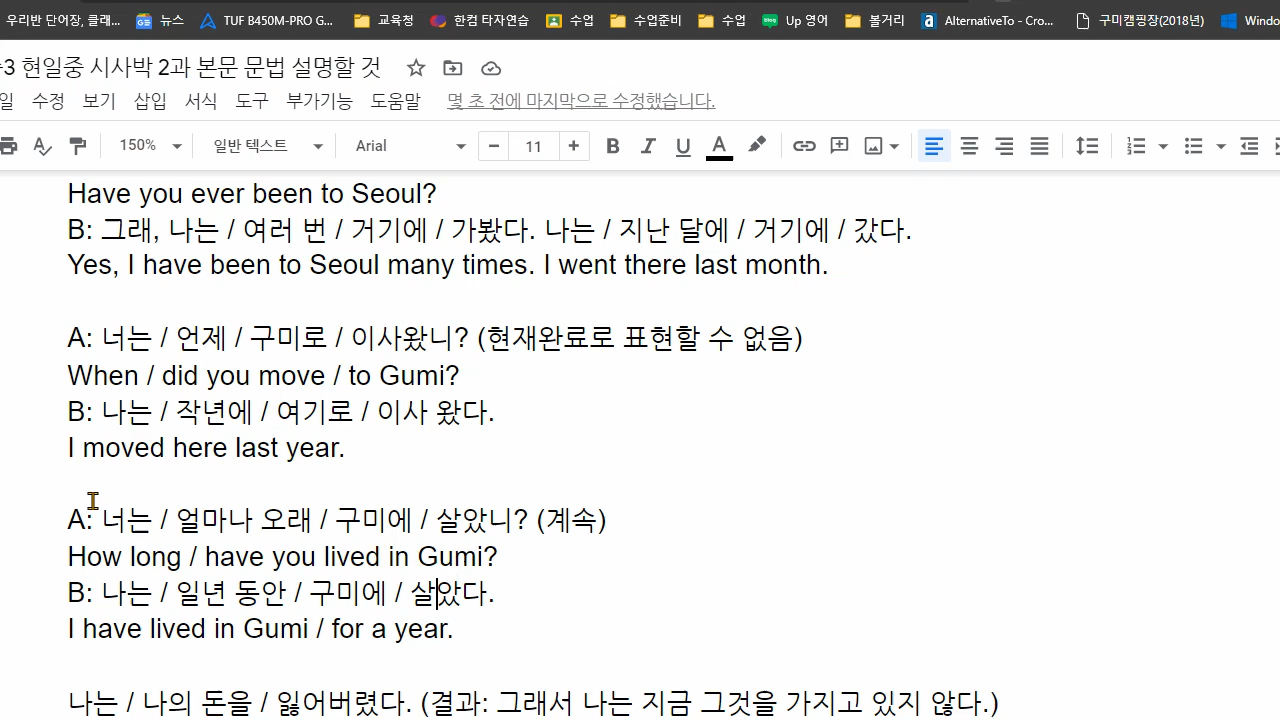 우리반 단어장, 클래... 뉴스 TUF B450M-PRO G... 교육청 한컴 타자연습 수업 수업준비 수업 Up 영어 볼거리 AlternativeTo - Cro... 구미캠핑장(2018년) Windo
3 현일중 시사박 2과 본문 문법 설명할 것
일 수정 보기 삽입 서식 도구 부가기능 도움말 몇 초 전에 마지막으로 수정했습니다.
150% 일반 텍스트 Arial 11 B I U A
Have you ever been to Seoul?
B: 그래, 나는 / 여러 번 / 거기에 / 가봤다. 나는 / 지난 달에 / 거기에 / 갔다.
Yes, I have been to Seoul many times. I went there last month.
A: 너는 / 언제 / 구미로 / 이사왔니? (현재완료로 표현할 수 없음)
When / did you move / to Gumi?
B: 나는 / 작년에 / 여기로 / 이사 왔다.
I moved here last year.
A: 너는 / 얼마나 오래 / 구미에 / 살았니? (계속)
How long / have you lived in Gumi?
B: 나는 / 일년 동안 / 구미에 / 살았다.
I have lived in Gumi / for a year.
나는 / 나의 돈을 / 잃어버렸다. (결과: 그래서 나는 지금 그것을 가지고 있지 않다.)